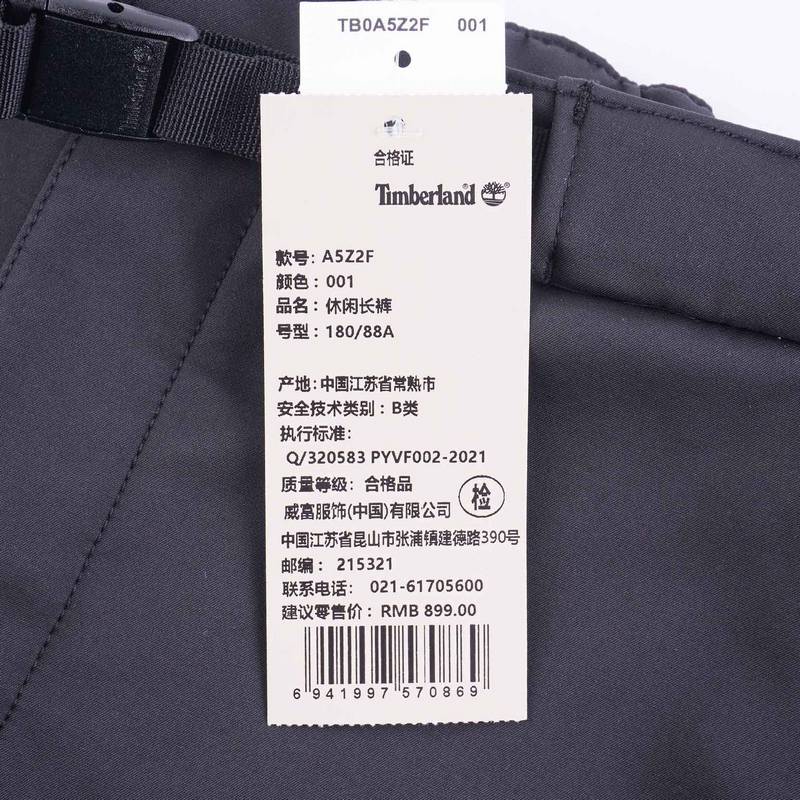 TB0A5Z2F 001
Timberland
合格证
Timberland
款号: A5Z2F
颜色: 001
品名: 休闲长裤
号型: 180/88A
产地: 中国江苏省常熟市
安全技术类别: B类
执行标准:
Q/320583 PYVF002-2021
质量等级: 合格品
检
威富服饰(中国)有限公司
中国江苏省昆山市张浦镇建德路390号
邮编: 215321
联系电话: 021-61705600
建议零售价: RMB 899.00
6 941997 570869